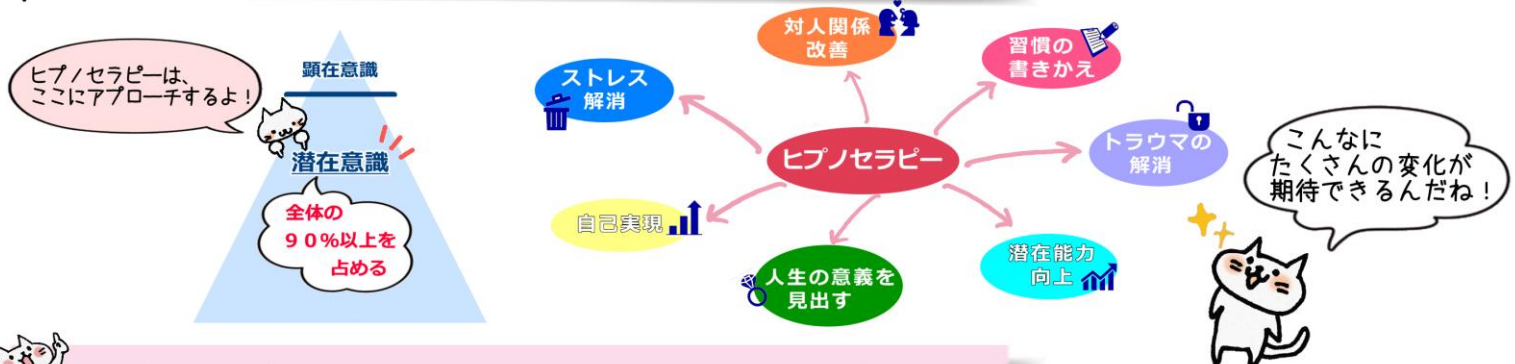 ヒプノセラピーは、
ここにアプローチするよ！
顕在意識
潜在意識
全体の
９０%以上を
占める
対人関係
改善
習慣の
書きかえ
ストレス
解消
ヒプノセラピー
トラウマの
解消
自己実現
人生の意義を
見出す
潜在能力
向上
こんなに
たくさんの変化が
期待できるんだね！